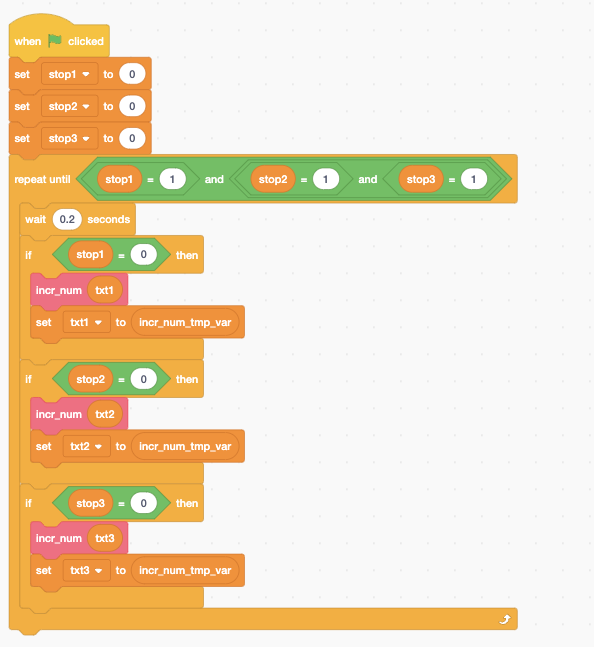 when clicked
set stop1 to 0
set stop2 to 0
set stop3 to 0
repeat until stop1 = 1 and stop2 = 1 and stop3 = 1
wait 0.2 seconds
if stop1 = 0 then
incr_num txt1
set txt1 to incr_num_tmp_var
if stop2 = 0 then
incr_num txt2
set txt2 to incr_num_tmp_var
if stop3 = 0 then
incr_num txt3
set txt3 to incr_num_tmp_var